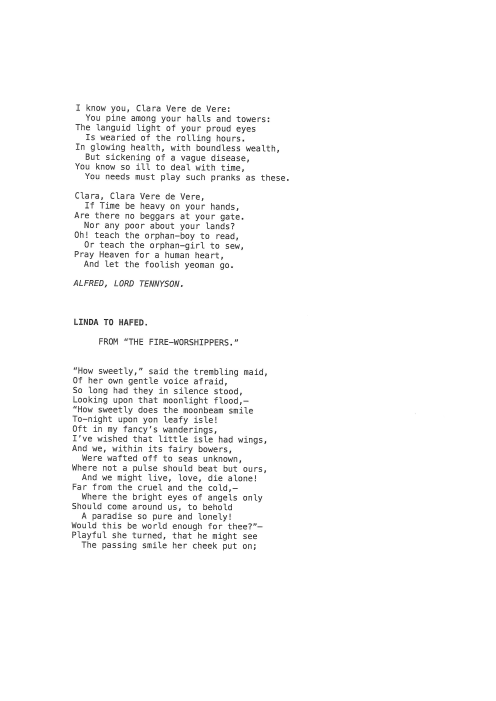 I know you, Clara Vere de Vere:
You pine among your halls and towers:
The languid light of your proud eyes
Is wearied of the rolling hours.
In glowing health, with boundless wealth,
But sickening of a vague disease,
You know so ill to deal with time,
You needs must play such pranks as these.
Clara, Clara Vere de Vere,
If Time be heavy on your hands,
Are there no beggars at your gate.
Nor any poor about your lands?
Oh! teach the orphan—boy to read,
Or teach the orphan—girl to sew,
Pray Heaven for a human heart,
And let the foolish yeoman go.
ALFRED, LORD TENNYSON.
LINDA TO HAFED.
FROM “THE FIRE—WORSHIPPERS.”
“How sweetly,” said the trembling maid,
Of her own gentle voice afraid,
So long had they in silence stood,
Looking upon that moonlight flood,—
“How sweetly does the moonbeam smile
To—night upon yon leafy isle!
Oft in my fancy’s wanderings,
I’ve wished that little isle had wings,
And we, within its fairy bowers,
Were wafted off to seas unknown,
Where not a pulse should beat but ours,
And we might live, love, die alone!
Far from the cruel and the cold,—
Where the bright eyes of angels only
Should come around us, to behold
A paradise so pure and lonely!
Would this be world enough for thee?”—
Playful she turned, that he might see
The passing smile her cheek put on;